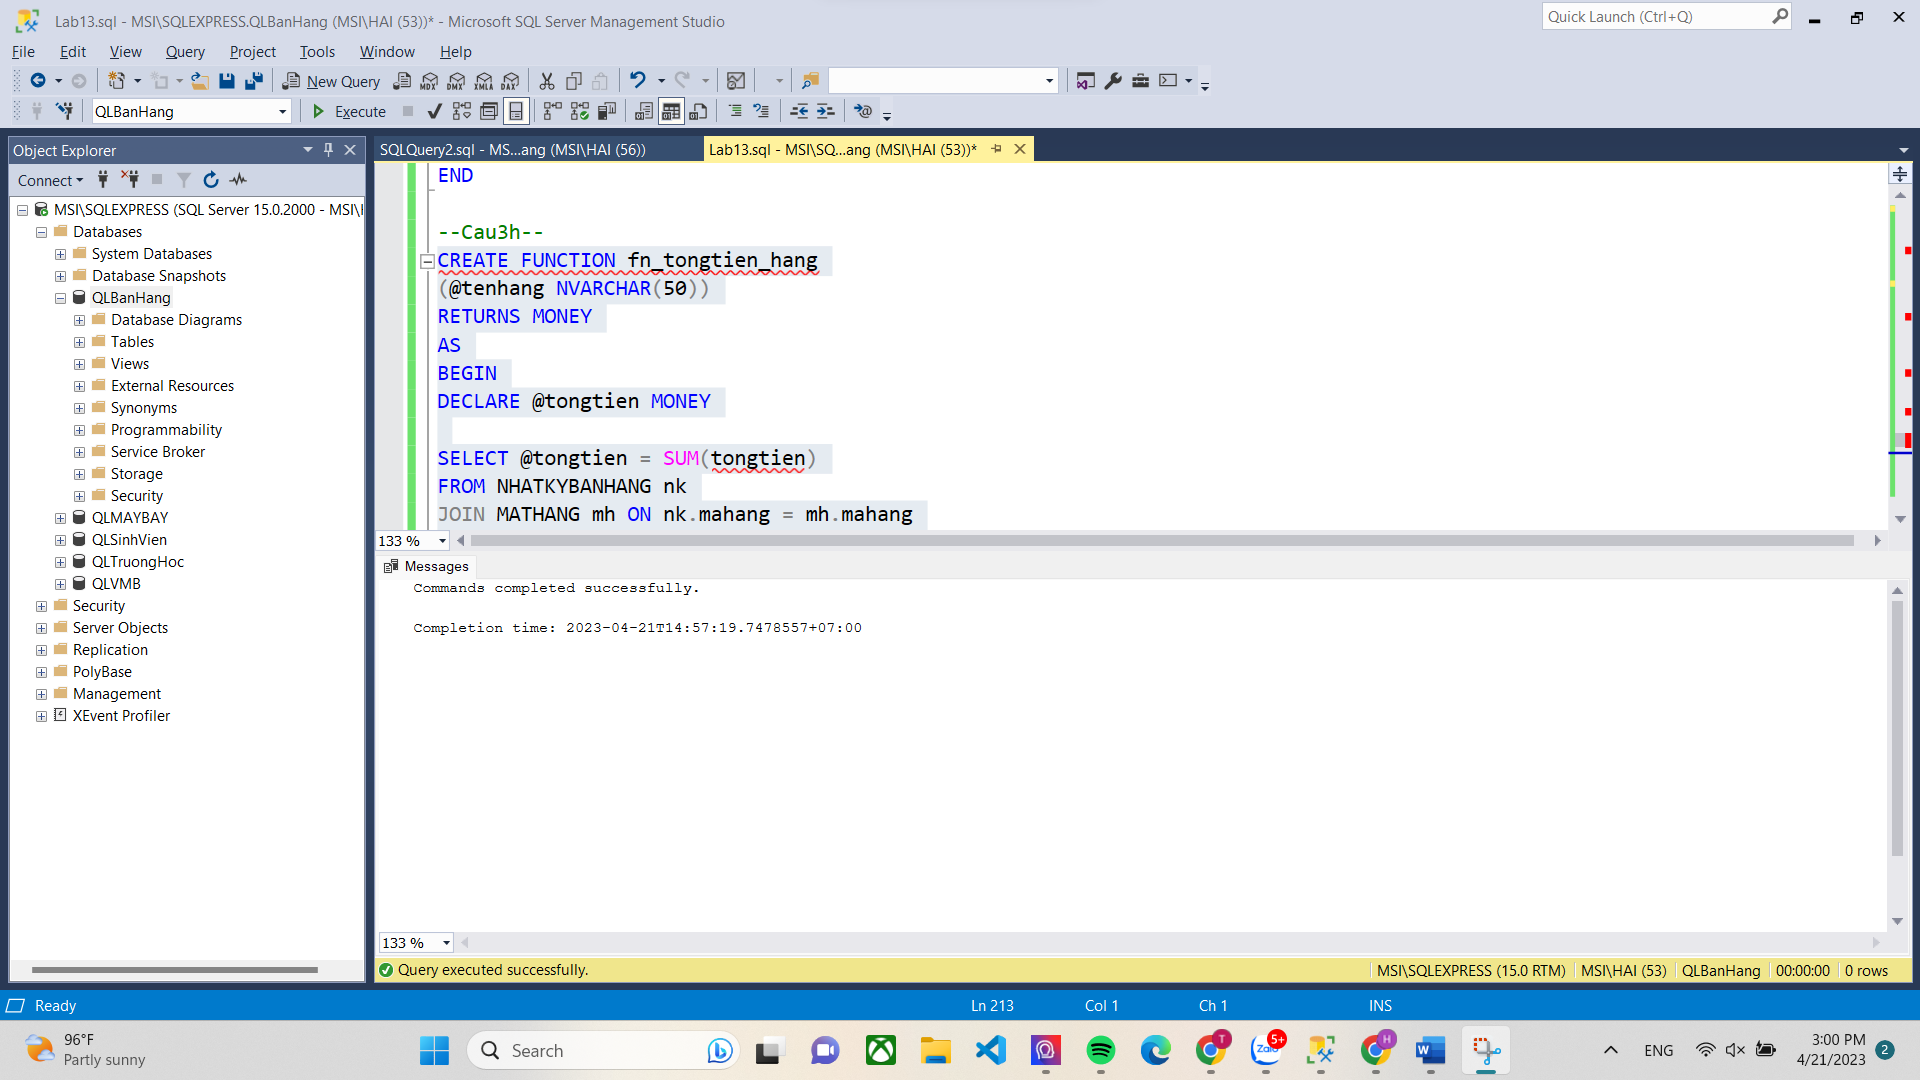 Lab13.sql - MSI\SQLEXPRESS.QLBanHang (MSI\HAI (53))* - Microsoft SQL Server Management Studio
Quick Launch (Ctrl+Q)
File Edit View Query Project Tools Window Help
New Query MDX DMX XMLA DAX
QLBanHang Execute
Object Explorer
SQLQuery2.sql - MS...ang (MSI\HAI (56))
Lab13.sql - MSI\SQ...ang (MSI\HAI (53))*
Connect
MSI\SQLEXPRESS (SQL Server 15.0.2000 - MSI\
Databases
System Databases
Database Snapshots
QLBanHang
Database Diagrams
Tables
Views
External Resources
Synonyms
Programmability
Service Broker
Storage
Security
QLMAYBAY
QLSinhVien
QLTruongHoc
QLVMB
Security
Server Objects
Replication
PolyBase
Management
XEvent Profiler
END
--Cau3h--
CREATE FUNCTION fn_tongtien_hang
(@tenhang NVARCHAR(50))
RETURNS MONEY
AS
BEGIN
DECLARE @tongtien MONEY
SELECT @tongtien = SUM(tongtien)
FROM NHATKYBANHANG nk
JOIN MATHANG mh ON nk.mahang = mh.mahang
133 %
Messages
Commands completed successfully.
Completion time: 2023-04-21T14:57:19.7478557+07:00
133 %
Query executed successfully.
MSI\SQLEXPRESS (15.0 RTM) MSI\HAI (53) QLBanHang 00:00:00 0 rows
Ready Ln 213 Col 1 Ch 1 INS
96°F
Partly sunny
Search
T
Zalo
5+
H
ENG
3:00 PM
4/21/2023
2